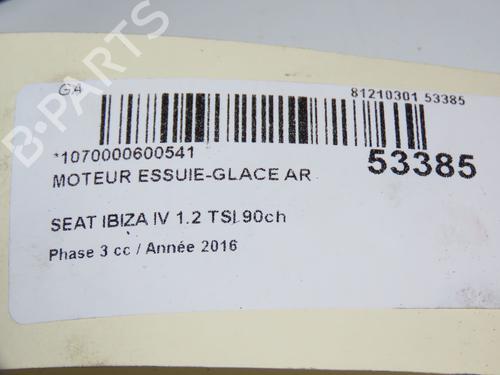 GA
81210301 53385
*1070000600541
53385
MOTEUR ESSUIE-GLACE AR
SEAT IBIZA IV 1.2 TSI 90ch
Phase 3 cc / Année 2016
B-PARTS